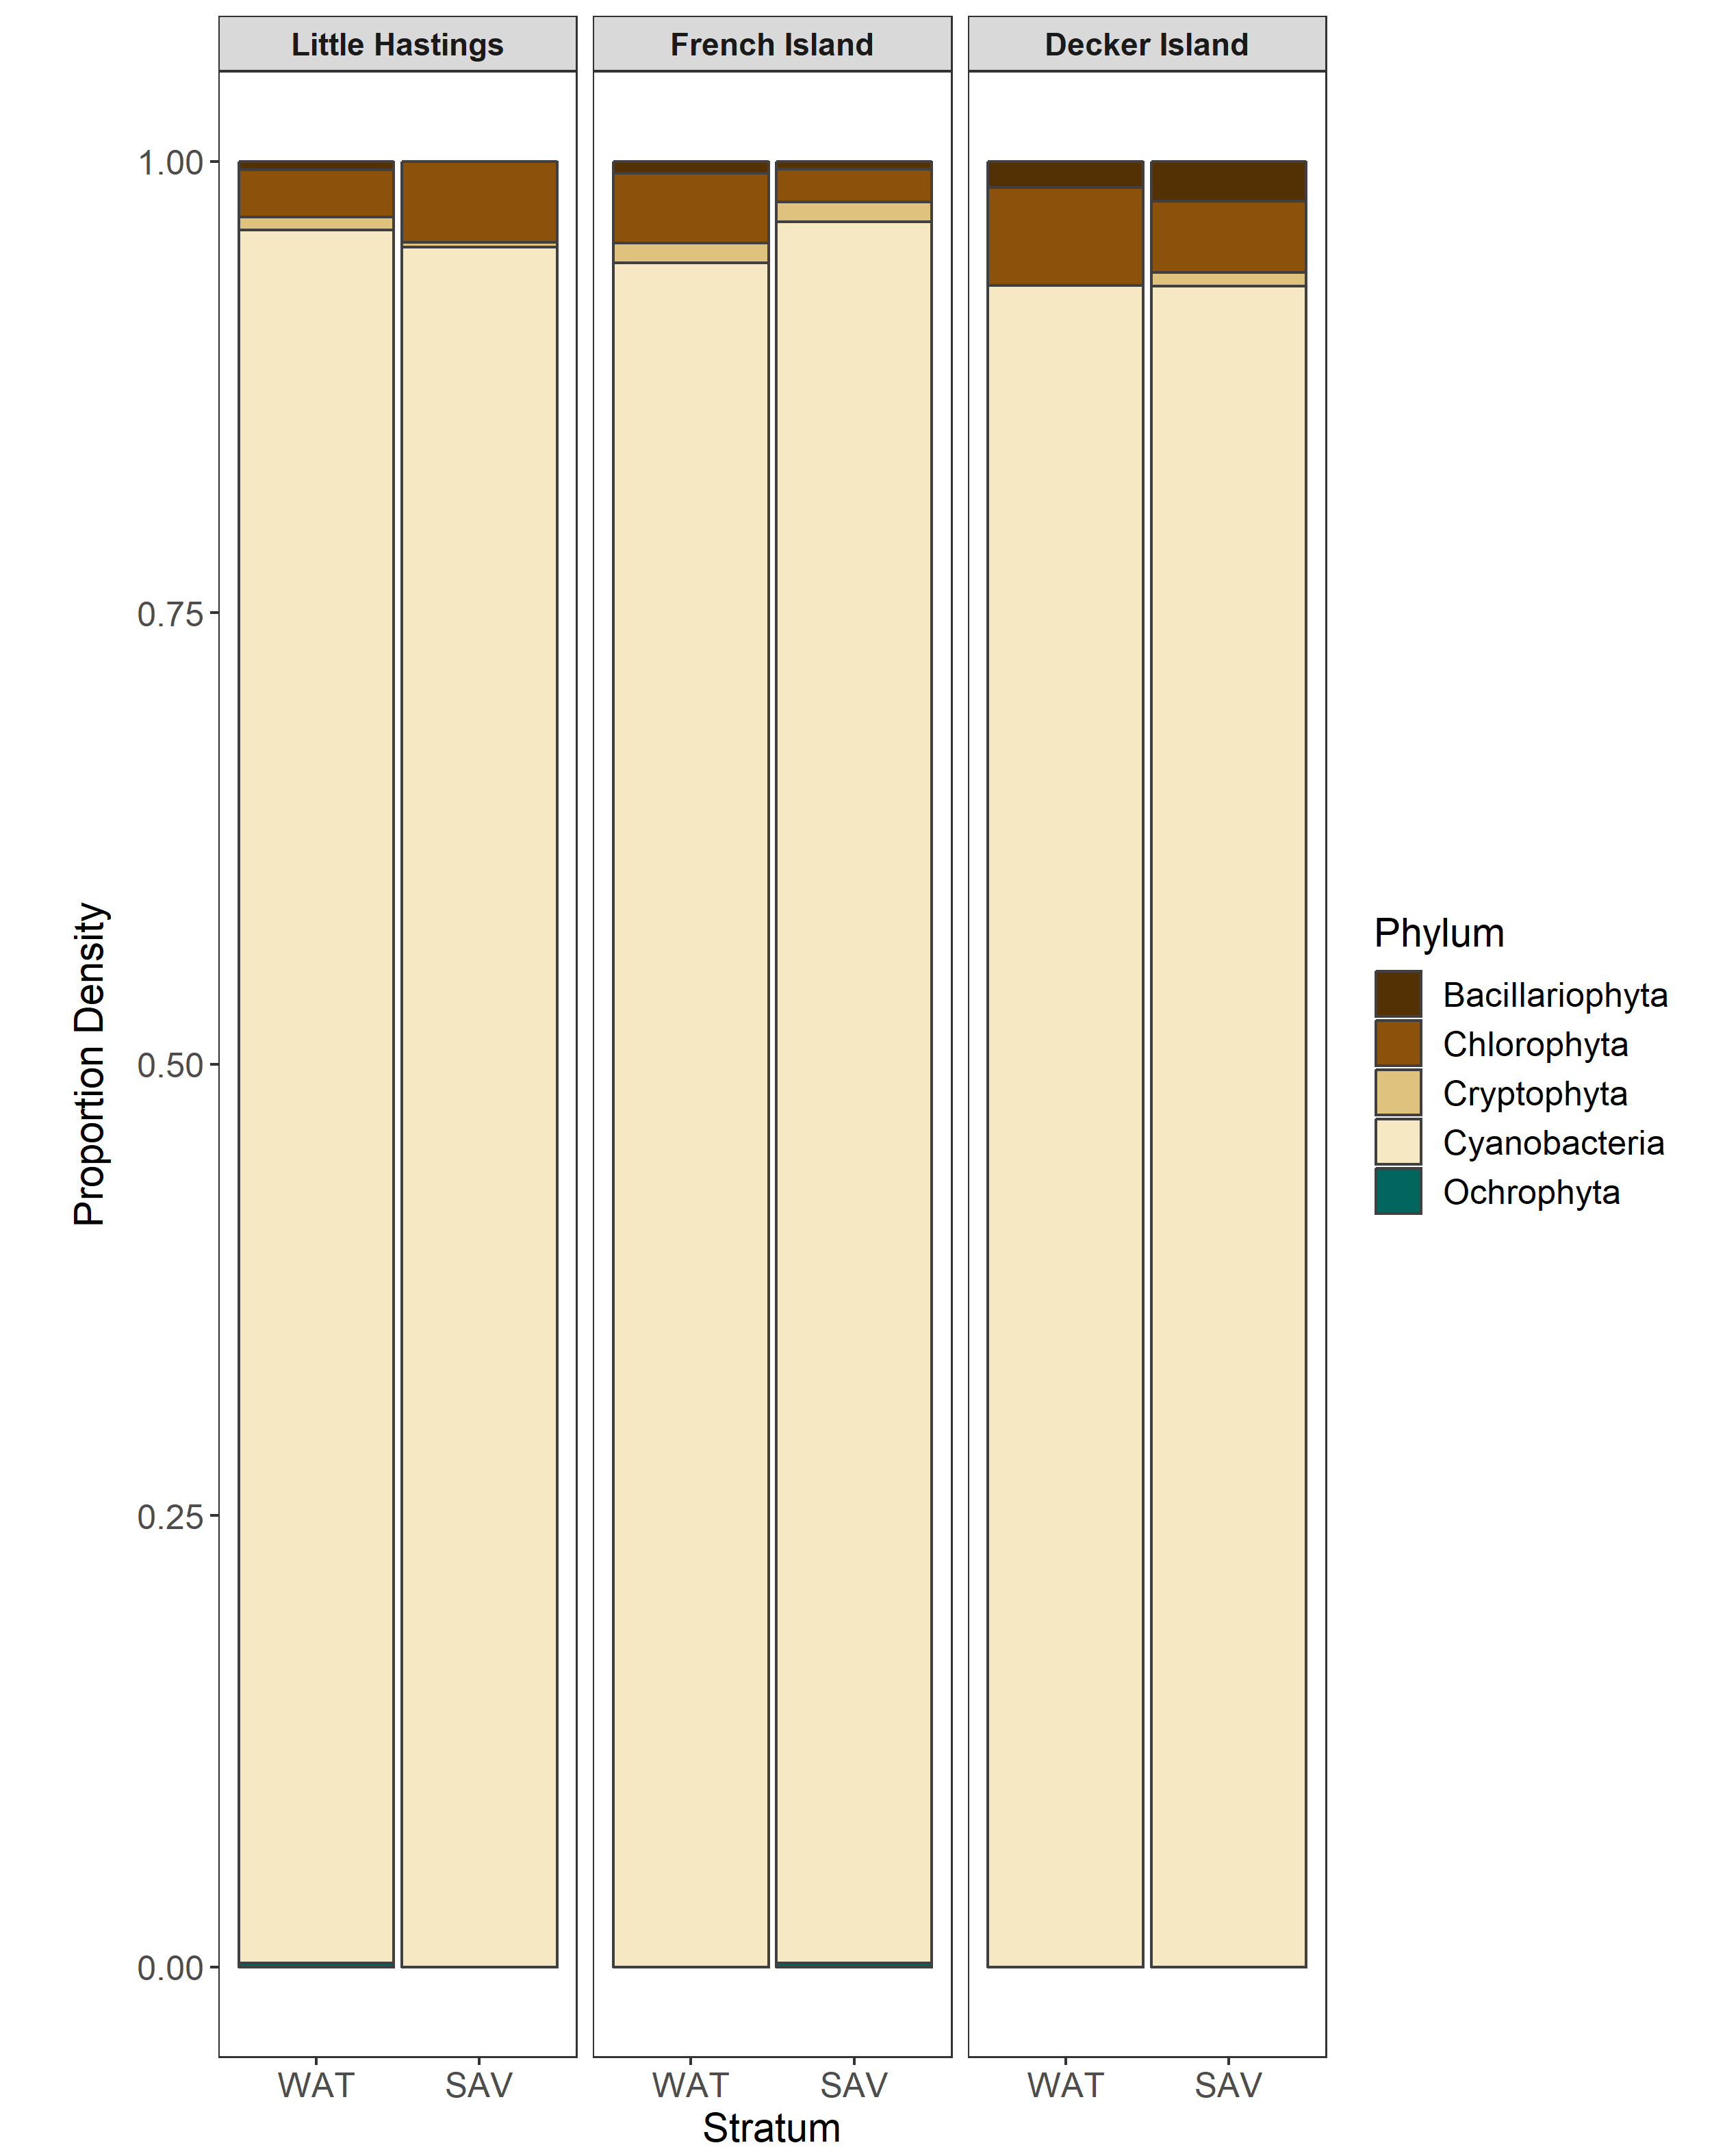 Little Hastings
French Island
Decker Island
1.00
0.75
0.50
0.25
0.00
Proportion Density
WAT
SAV
WAT
SAV
WAT
SAV
Stratum
Phylum
Bacillariophyta
Chlorophyta
Cryptophyta
Cyanobacteria
Ochrophyta